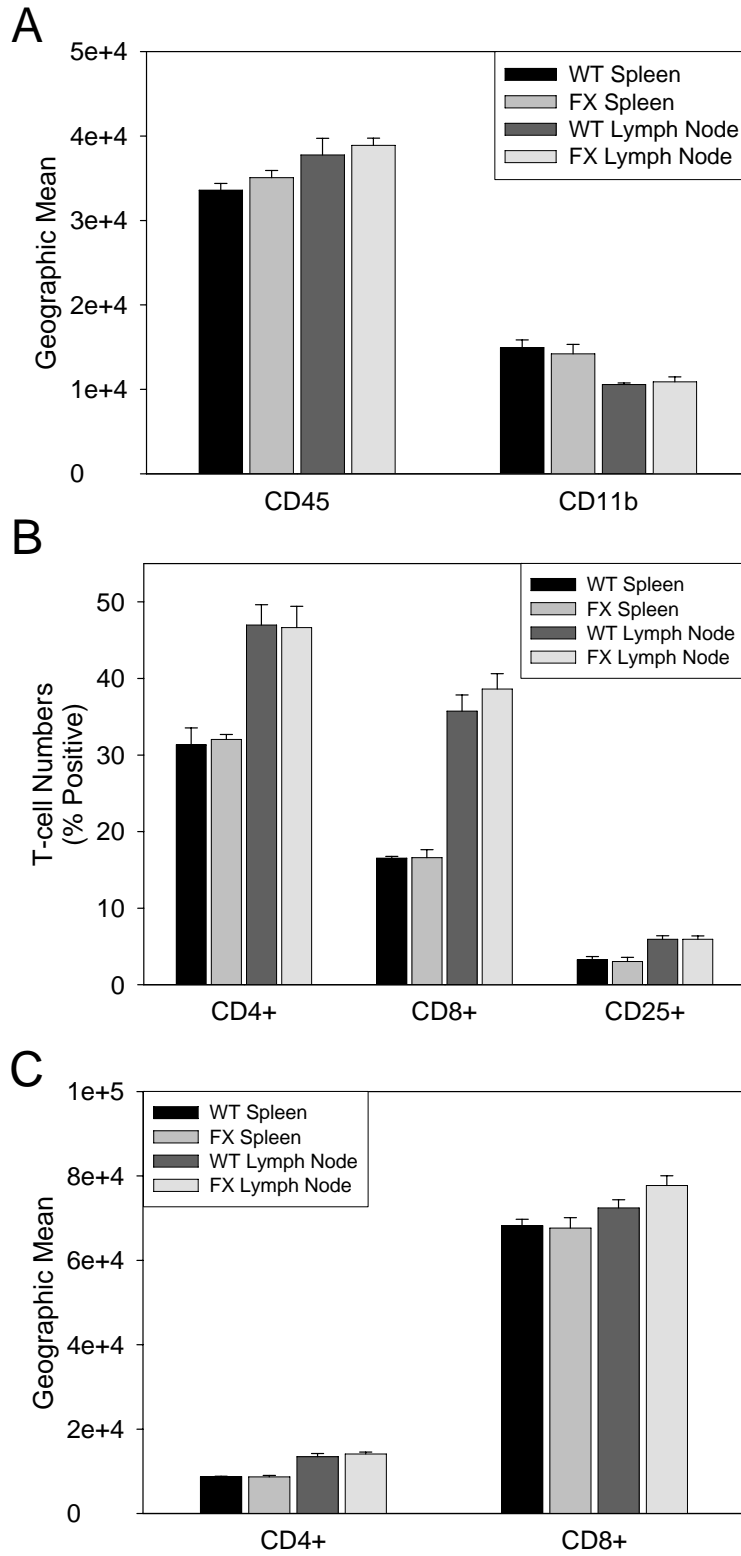 A
5e+4
4e+4
3e+4
2e+4
1e+4
0
Geographic Mean
WT Spleen
FX Spleen
WT Lymph Node
FX Lymph Node
CD45 CD11b
B
50
40
30
20
10
0
T-cell Numbers
(% Positive)
WT Spleen
FX Spleen
WT Lymph Node
FX Lymph Node
CD4+ CD8+ CD25+
C
1e+5
8e+4
6e+4
4e+4
2e+4
0
Geographic Mean
WT Spleen
FX Spleen
WT Lymph Node
FX Lymph Node
CD4+ CD8+